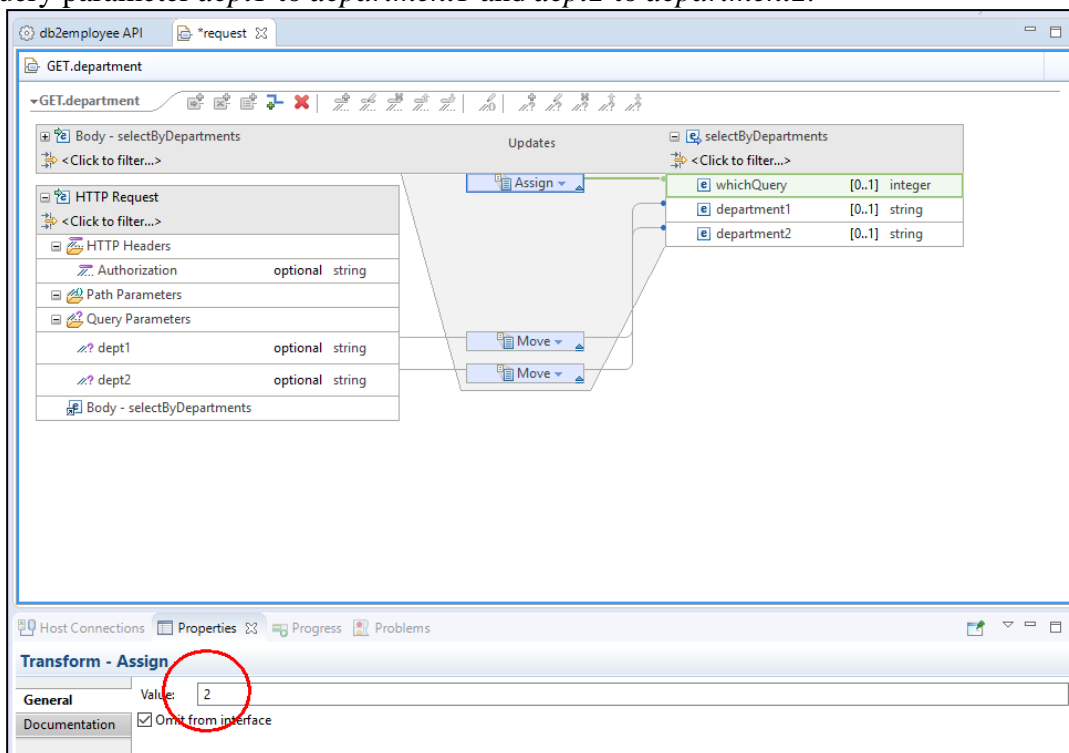 query parameter dept1 to department1 and dept2 to department2.
db2employee API *request
GET.department
GET.department
Body - selectByDepartments Updates selectByDepartments
<Click to filter...> <Click to filter...>
Assign whichQuery [0..1] integer
HTTP Request
department1 [0..1] string
<Click to filter...>
department2 [0..1] string
HTTP Headers
Authorization optional string
Path Parameters
Query Parameters
dept1 optional string Move
dept2 optional string Move
Body - selectByDepartments
Host Connections Properties Progress Problems
Transform - Assign
General Value: 2
Documentation Omit from interface